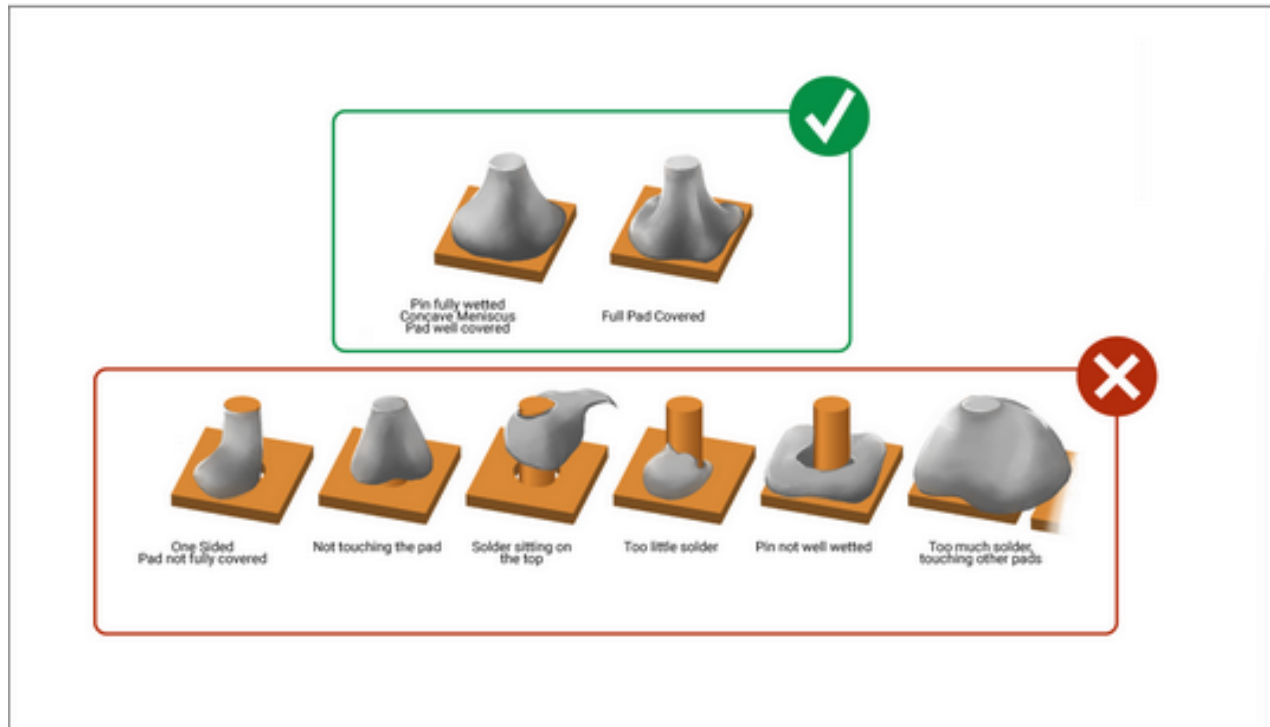 Pin fully wetted
Concave Meniscus
Pad well covered
Full Pad Covered
One Sided
Pad not fully covered
Not touching the pad
Solder sitting on
the top
Too little solder
Pin not well wetted
Too much solder,
touching other pads